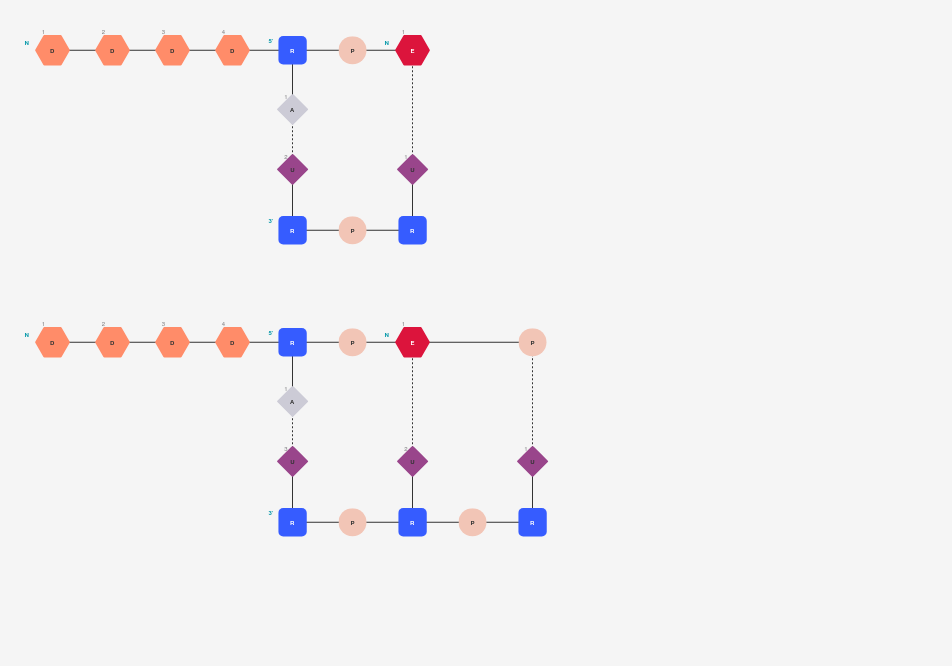 1 2 3 4 1
N D D D D 5' R P N E
1
A
2 1
U U
3' R P R
1 2 3 4 1
N D D D D 5' R P N E P
1
A
3 2 1
U U U
3' R P R P R